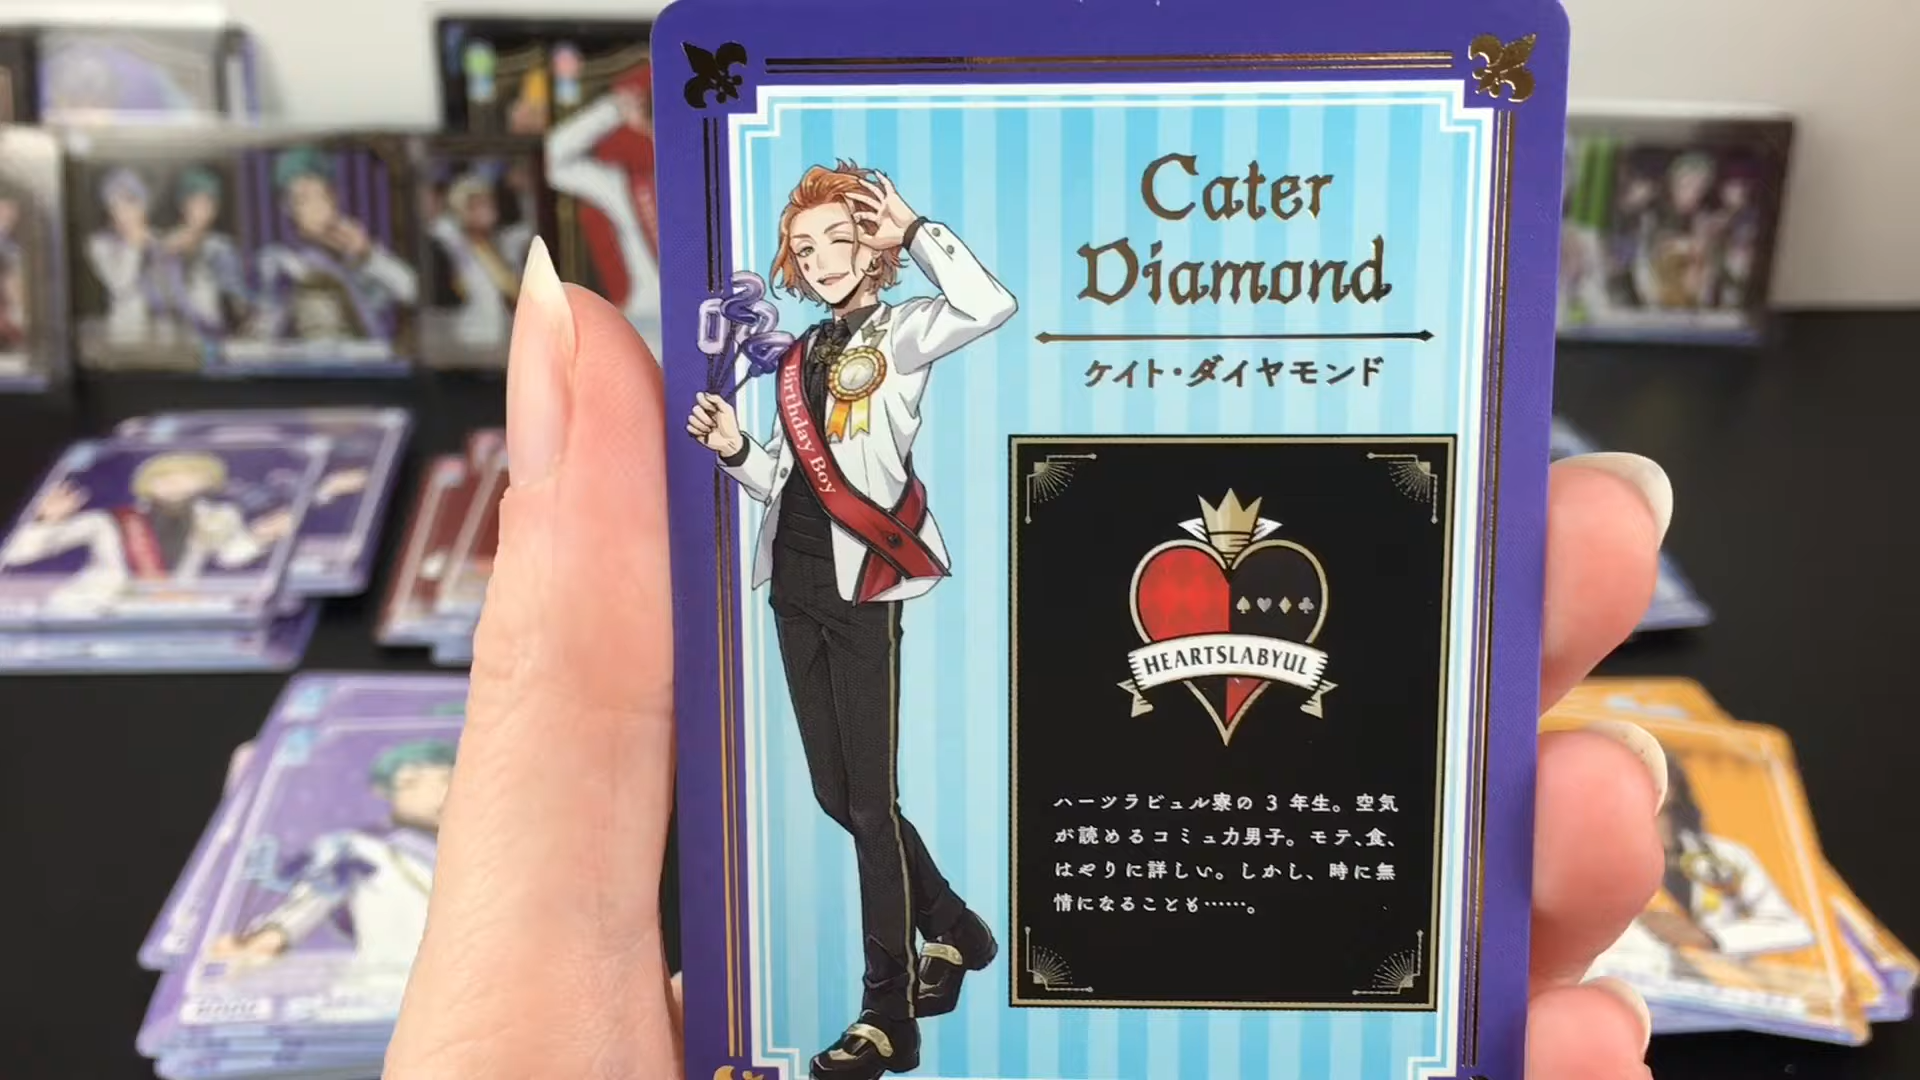 Cater
Diamond
ケイト・ダイヤモンド
Birthday Boy
HEARTSLABYUL
ハーツラビュル寮の 3 年生。空気
が読めるコミュ力男子。モテ、食、
はやりに詳しい。しかし、時に無
情になることも……。